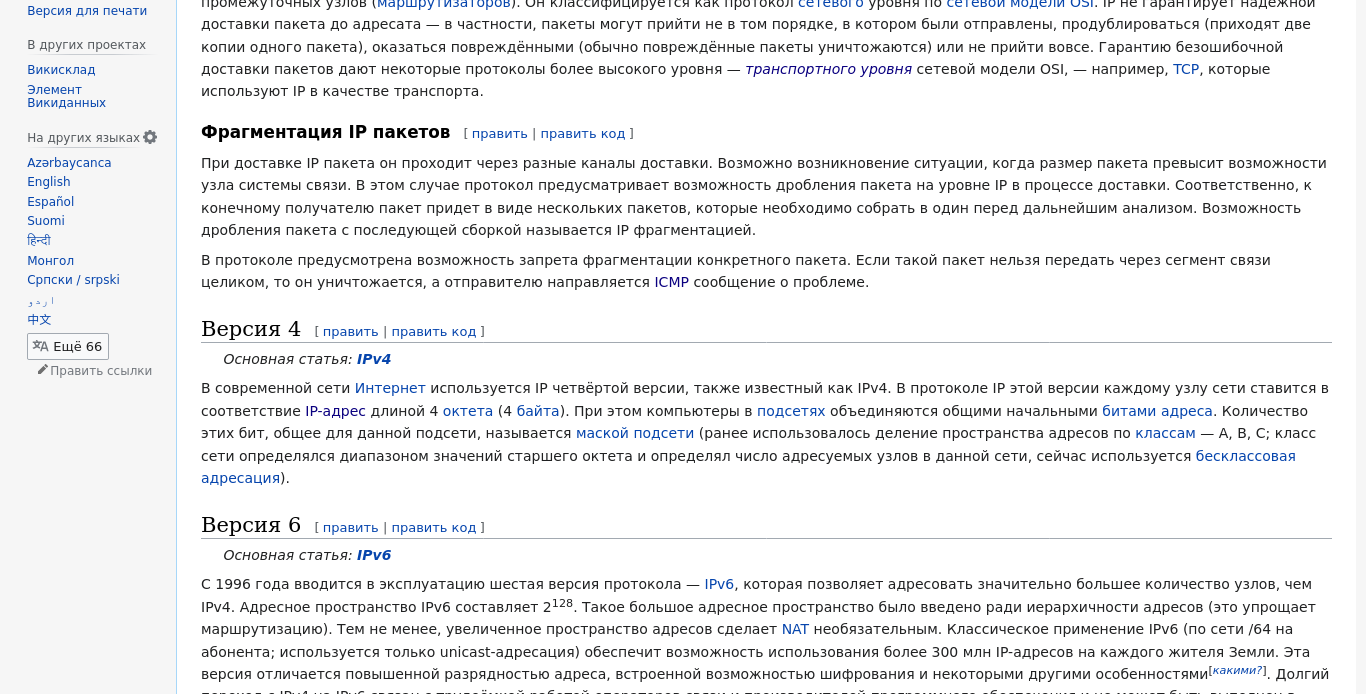 Версия для печати
В других проектах
Викисклад
Элемент
Викиданных
На других языках
Azərbaycanca
English
Español
Suomi
हिन्दी
Монгол
Српски / srpski
اردو
中文
Ещё 66
Править ссылки
промежуточных узлов (маршрутизаторов). Он классифицируется как протокол сетевого уровня по сетевой модели OSI. IP не гарантирует надёжной
доставки пакета до адресата — в частности, пакеты могут прийти не в том порядке, в котором были отправлены, продублироваться (приходят две
копии одного пакета), оказаться повреждёнными (обычно повреждённые пакеты уничтожаются) или не прийти вовсе. Гарантию безошибочной
доставки пакетов дают некоторые протоколы более высокого уровня — транспортного уровня сетевой модели OSI, — например, TCP, которые
используют IP в качестве транспорта.
Фрагментация IP пакетов [ править | править код ]
При доставке IP пакета он проходит через разные каналы доставки. Возможно возникновение ситуации, когда размер пакета превысит возможности
узла системы связи. В этом случае протокол предусматривает возможность дробления пакета на уровне IP в процессе доставки. Соответственно, к
конечному получателю пакет придет в виде нескольких пакетов, которые необходимо собрать в один перед дальнейшим анализом. Возможность
дробления пакета с последующей сборкой называется IP фрагментацией.
В протоколе предусмотрена возможность запрета фрагментации конкретного пакета. Если такой пакет нельзя передать через сегмент связи
целиком, то он уничтожается, а отправителю направляется ICMP сообщение о проблеме.
Версия 4 [ править | править код ]
Основная статья: IPv4
В современной сети Интернет используется IP четвёртой версии, также известный как IPv4. В протоколе IP этой версии каждому узлу сети ставится в
соответствие IP-адрес длиной 4 октета (4 байта). При этом компьютеры в подсетях объединяются общими начальными битами адреса. Количество
этих бит, общее для данной подсети, называется маской подсети (ранее использовалось деление пространства адресов по классам — A, B, C; класс
сети определялся диапазоном значений старшего октета и определял число адресуемых узлов в данной сети, сейчас используется бесклассовая
адресация).
Версия 6 [ править | править код ]
Основная статья: IPv6
С 1996 года вводится в эксплуатацию шестая версия протокола — IPv6, которая позволяет адресовать значительно большее количество узлов, чем
IPv4. Адресное пространство IPv6 составляет 2¹²⁸. Такое большое адресное пространство было введено ради иерархичности адресов (это упрощает
маршрутизацию). Тем не менее, увеличенное пространство адресов сделает NAT необязательным. Классическое применение IPv6 (по сети /64 на
абонента; используется только unicast-адресация) обеспечит возможность использования более 300 млн IP-адресов на каждого жителя Земли. Эта
версия отличается повышенной разрядностью адреса, встроенной возможностью шифрования и некоторыми другими особенностями[какими?]. Долгий